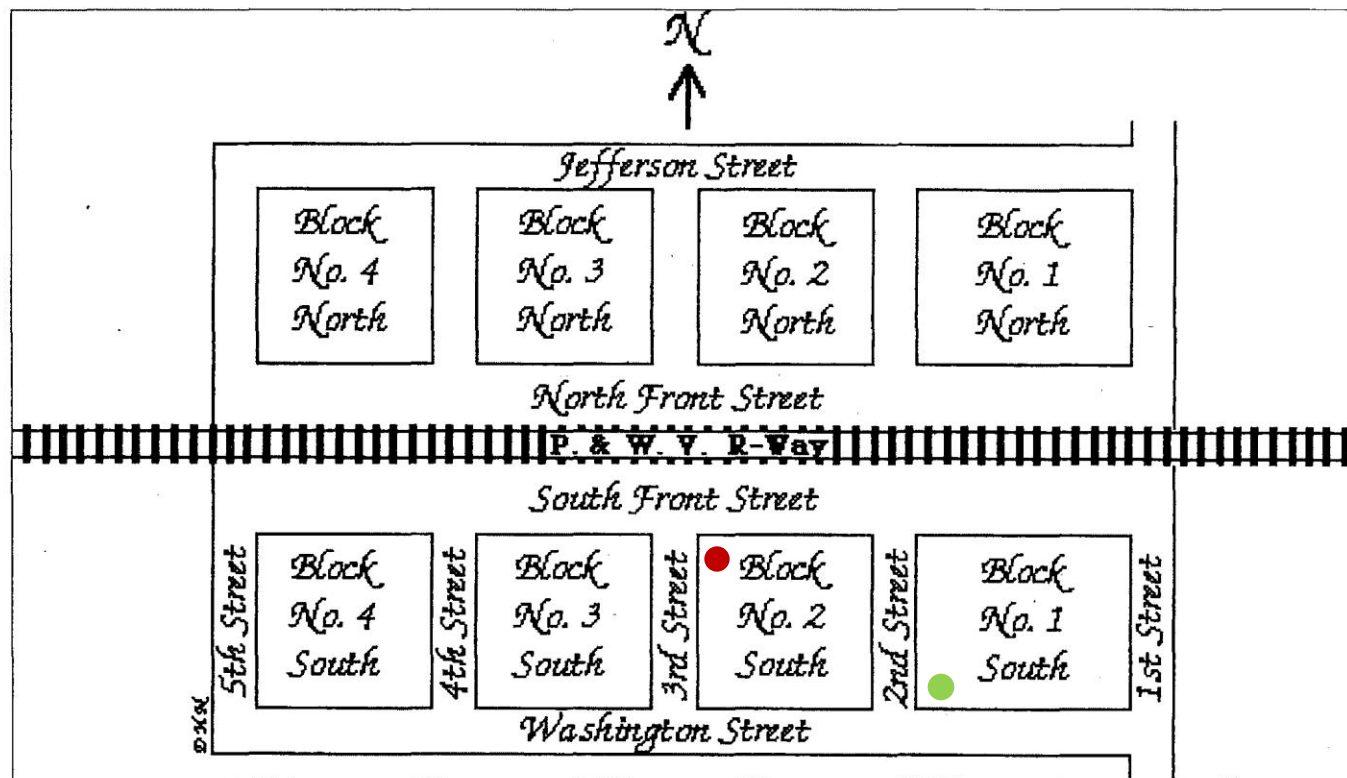 N
Jefferson Street
Block
No. 4
North
Block
No. 3
North
Block
No. 2
North
Block
No. 1
North
North Front Street
P. & W. V. R-Way
South Front Street
5th Street
Block
No. 4
South
4th Street
Block
No. 3
South
3rd Street
Block
No. 2
South
2nd Street
Block
No. 1
South
1st Street
Washington Street